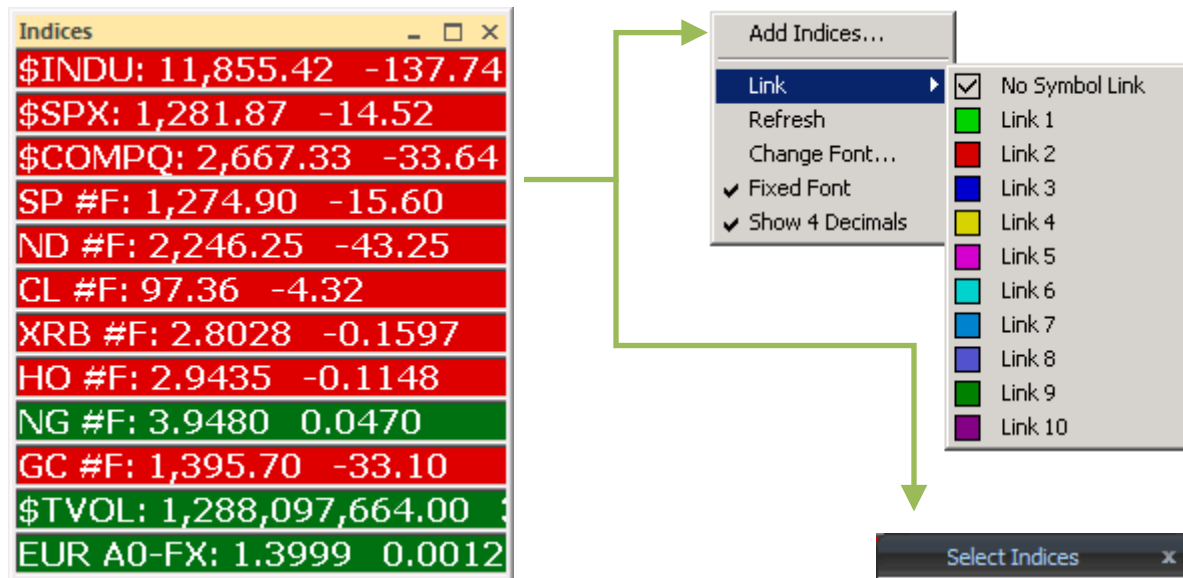 Indices
$INDU: 11,855.42 -137.74
$SPX: 1,281.87 -14.52
$COMPQ: 2,667.33 -33.64
SP #F: 1,274.90 -15.60
ND #F: 2,246.25 -43.25
CL #F: 97.36 -4.32
XRB #F: 2.8028 -0.1597
HO #F: 2.9435 -0.1148
NG #F: 3.9480 0.0470
GC #F: 1,395.70 -33.10
$TVOL: 1,288,097,664.00
EUR A0-FX: 1.3999 0.0012
Add Indices...
Link
Refresh
Change Font...
Fixed Font
Show 4 Decimals
No Symbol Link
Link 1
Link 2
Link 3
Link 4
Link 5
Link 6
Link 7
Link 8
Link 9
Link 10
Select Indices